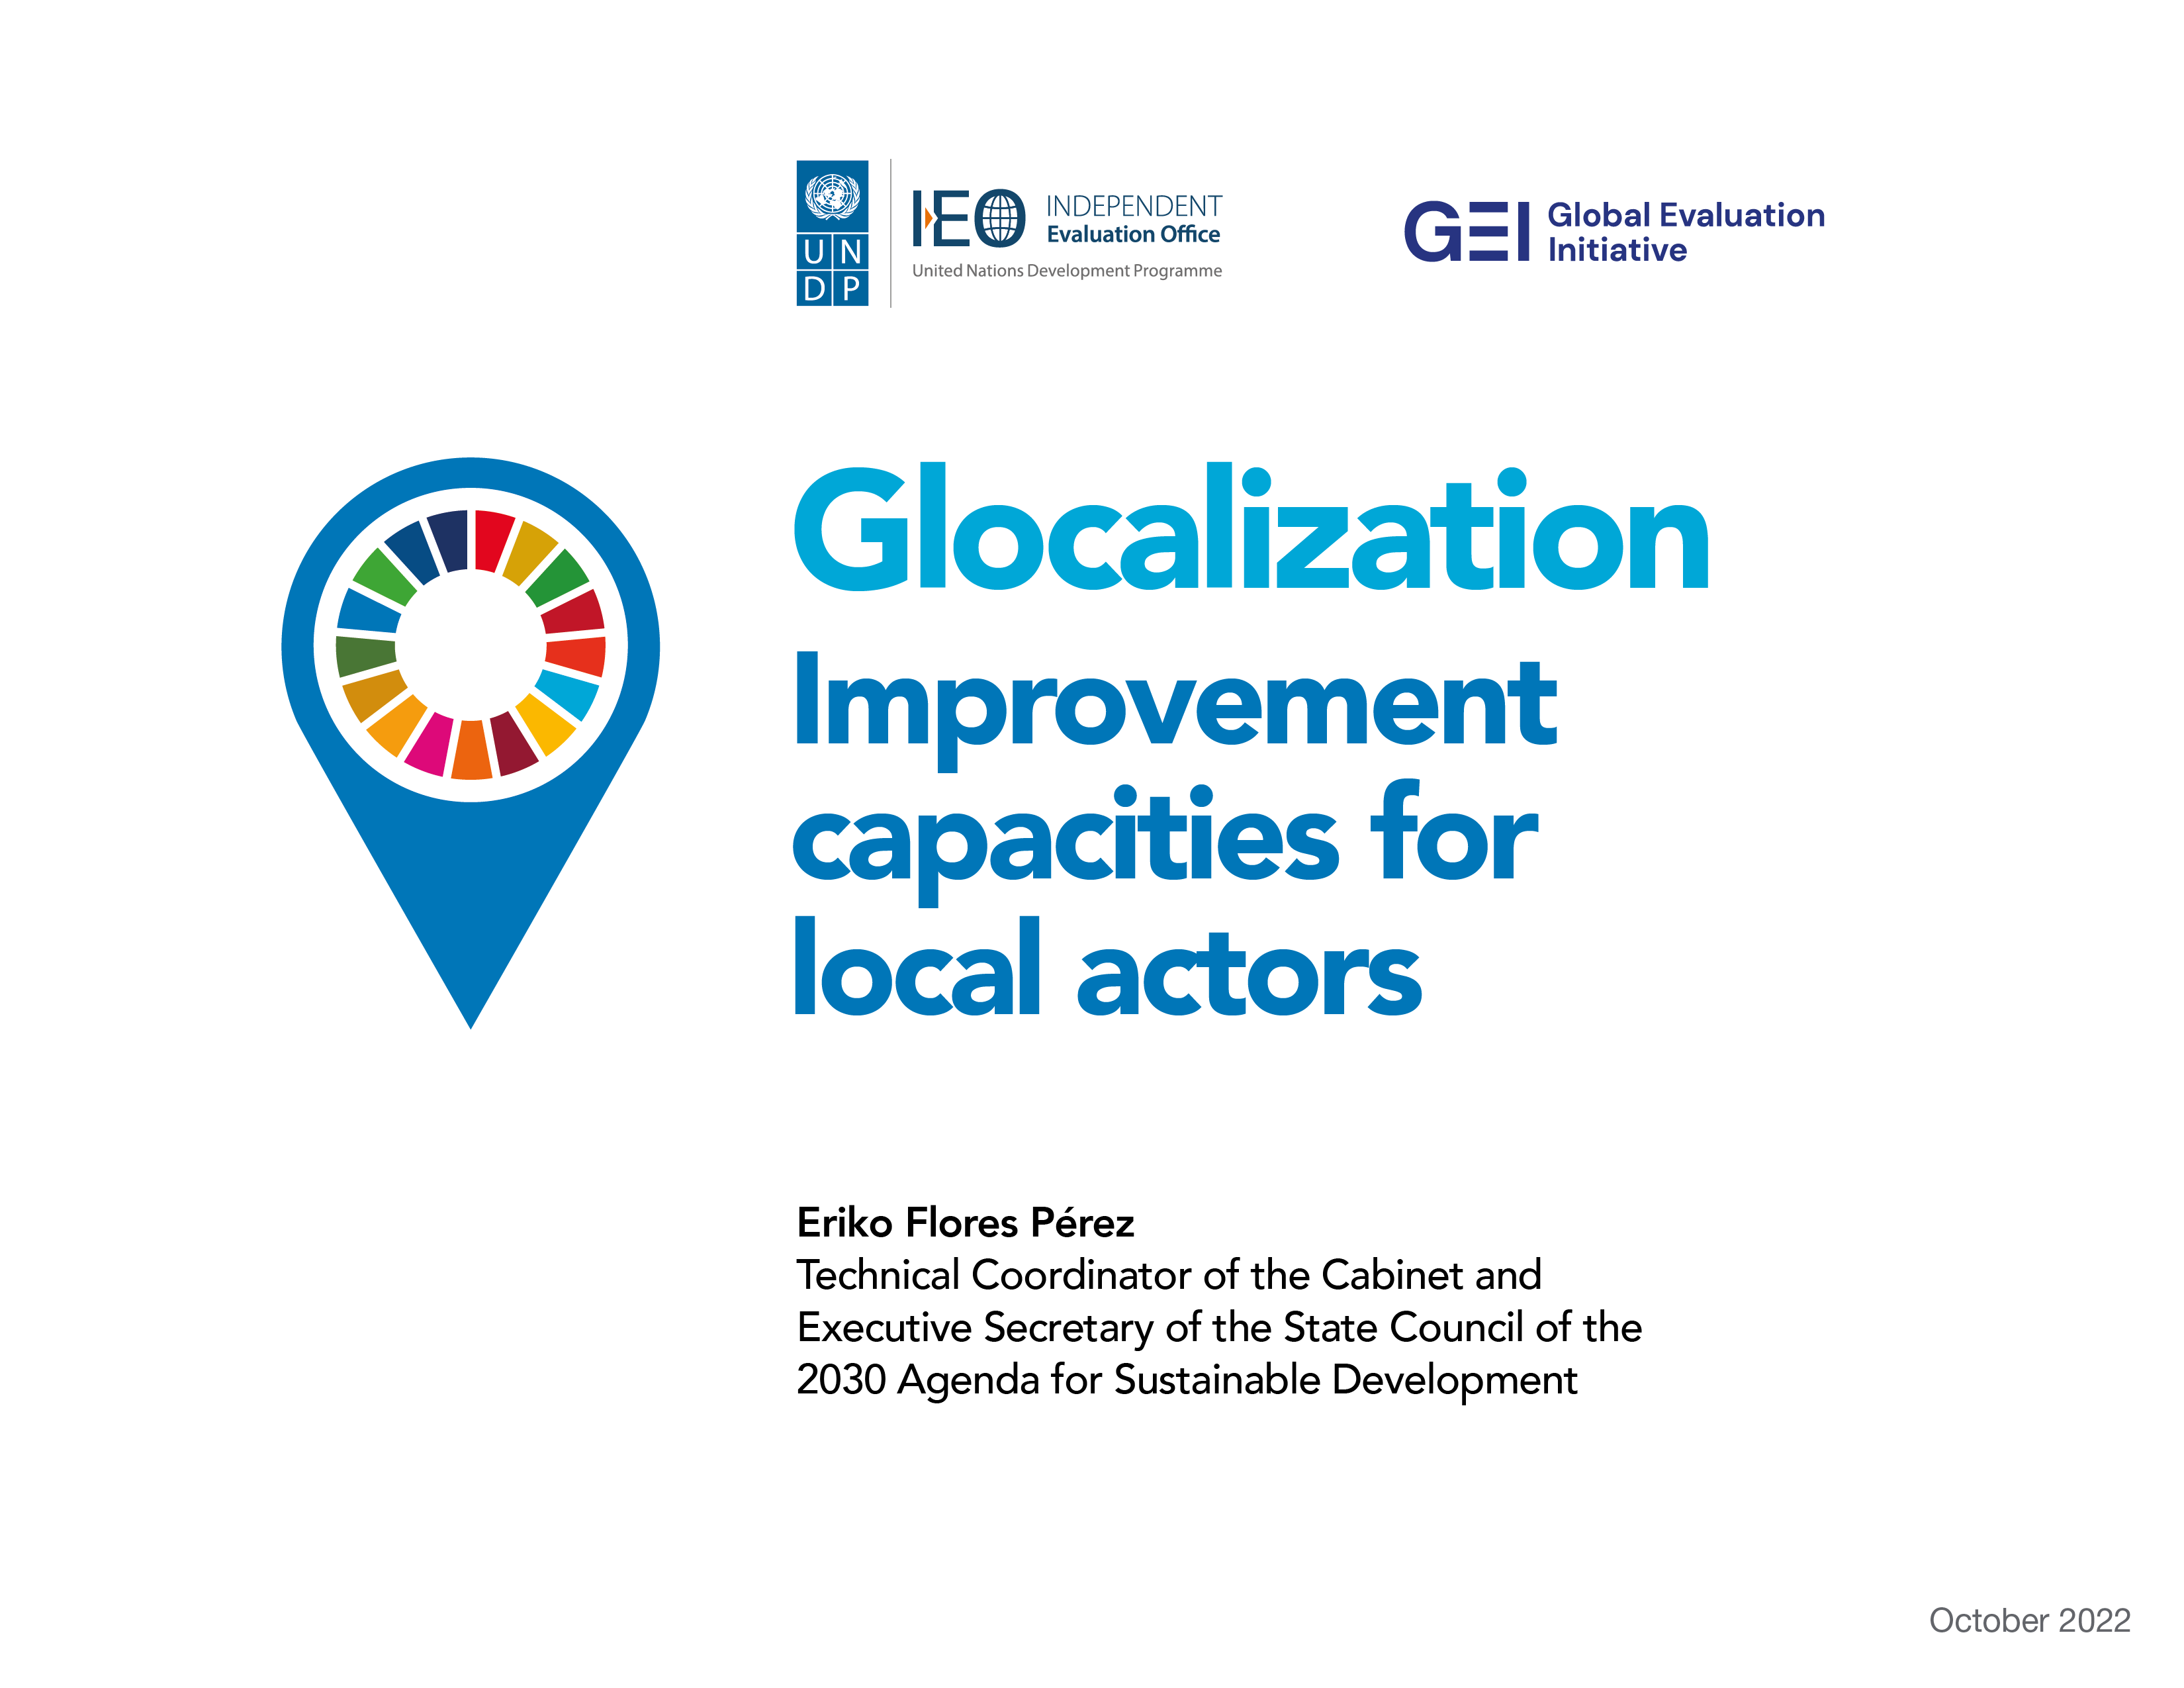 U N
D P
IEO
INDEPENDENT
Evaluation Office
United Nations Development Programme
GEI
Global Evaluation
Initiative
Glocalization
Improvement
capacities for
local actors
Eriko Flores Pérez
Technical Coordinator of the Cabinet and
Executive Secretary of the State Council of the
2030 Agenda for Sustainable Development
October 2022